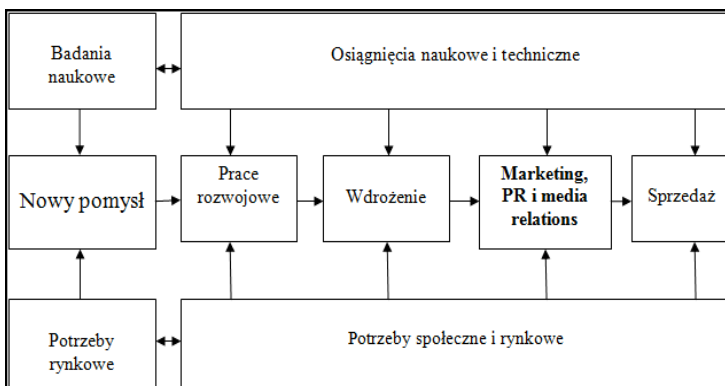 Badania
naukowe
Osiągnięcia naukowe i techniczne
Nowy pomysł
Prace
rozwojowe
Wdrożenie
Marketing,
PR i media
relations
Sprzedaż
Potrzeby
rynkowe
Potrzeby społeczne i rynkowe